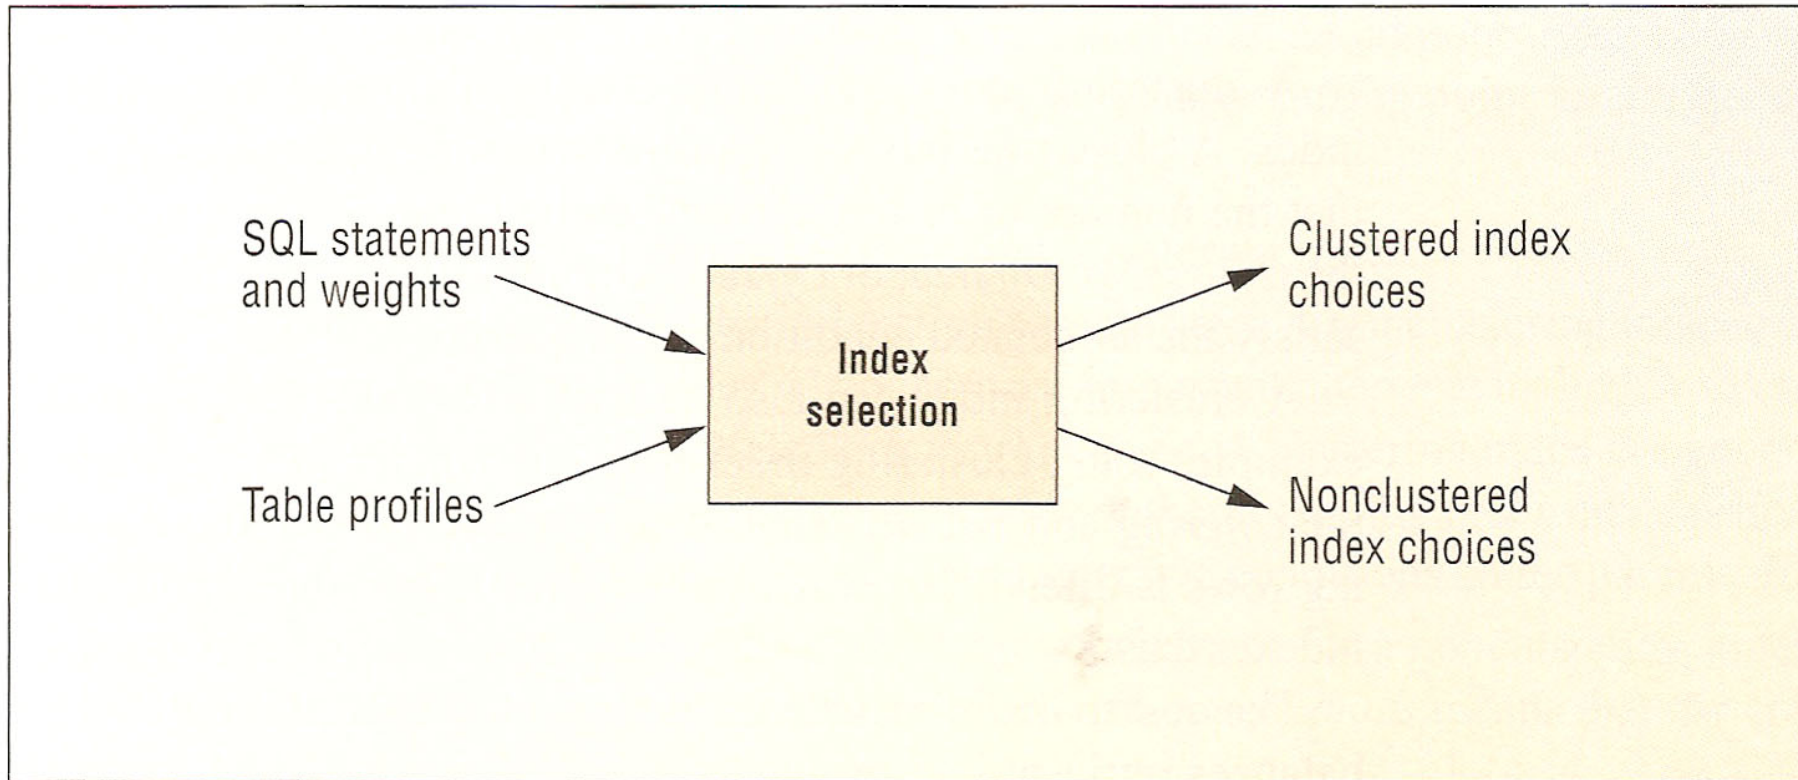 SQL statements
and weights
Table profiles
Index
selection
Clustered index
choices
Nonclustered
index choices